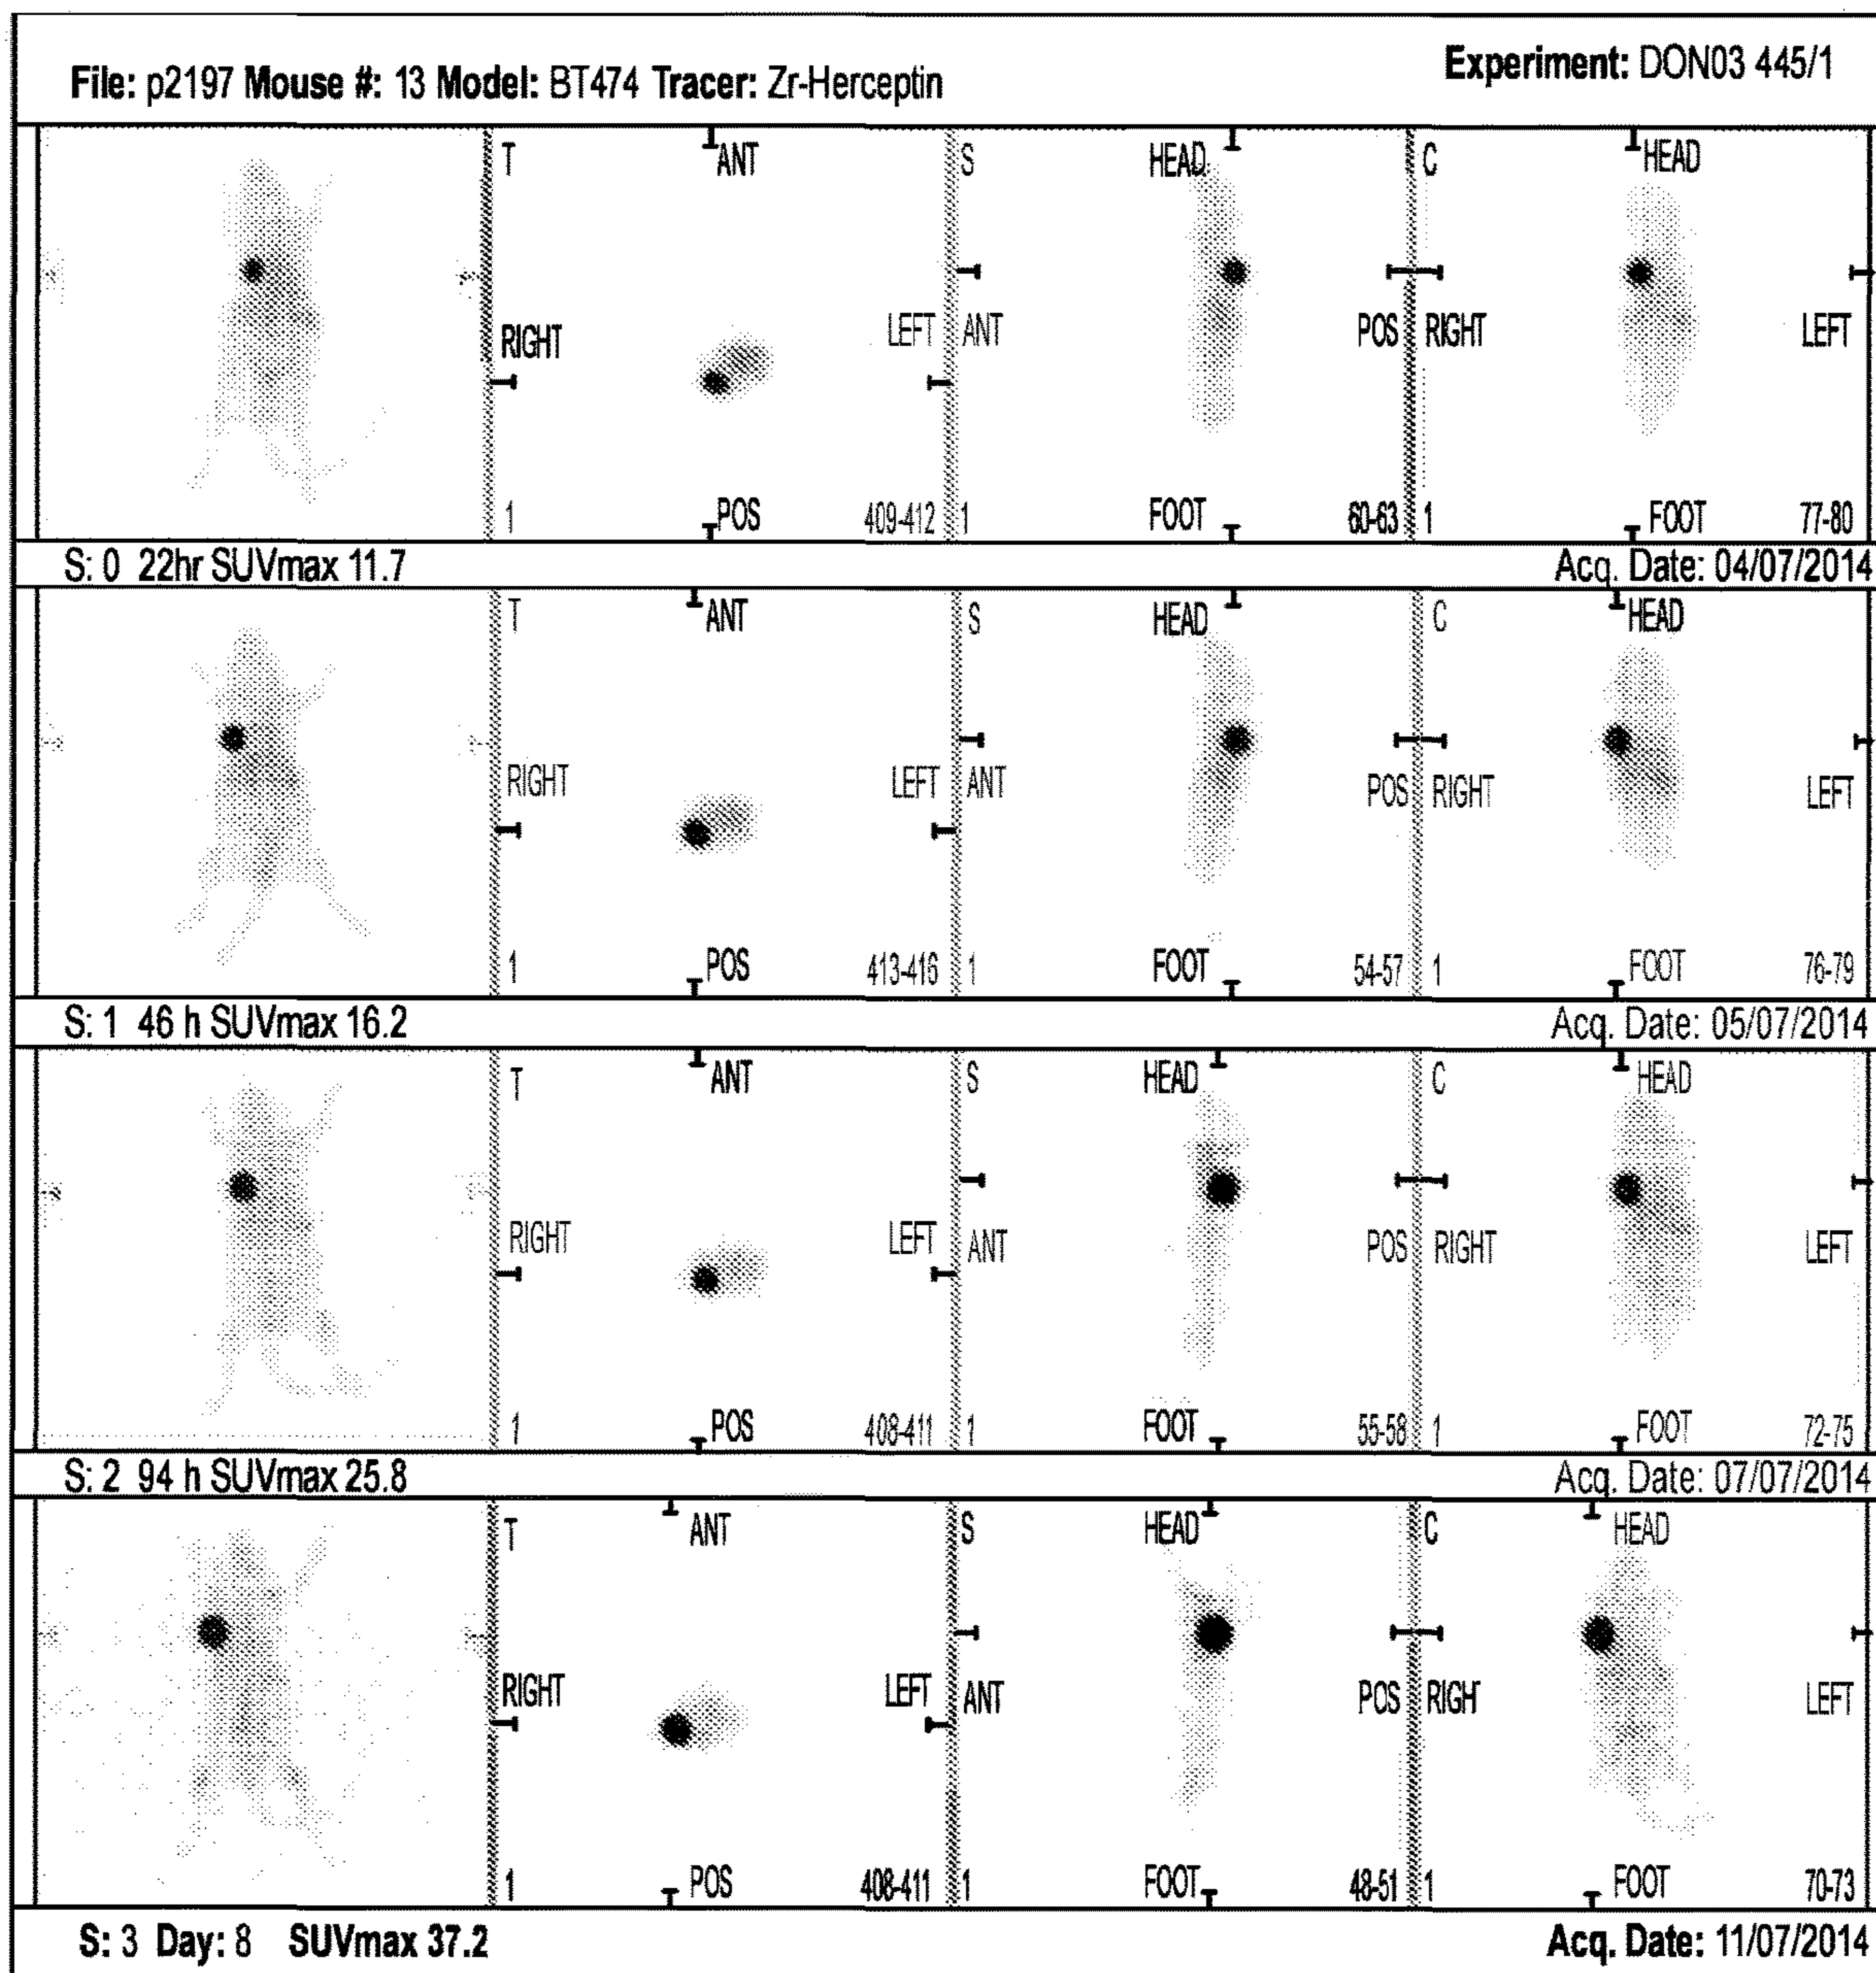 Experiment: DON03 445/1
File: p2197 Mouse #: 13 Model: BT474 Tracer: Zr-Herceptin
T ANT S HEAD C HEAD
RIGHT LEFT ANT POS RIGHT LEFT
1 POS 409-412 1 FOOT 60-63 1 FOOT 77-80
S: 0 22hr SUVmax 11.7 Acq. Date: 04/07/2014
T ANT S HEAD C HEAD
RIGHT LEFT ANT POS RIGHT LEFT
1 POS 413-416 1 FOOT 54-57 1 FOOT 76-79
S: 1 46 h SUVmax 16.2 Acq. Date: 05/07/2014
T ANT S HEAD C HEAD
RIGHT LEFT ANT POS RIGHT LEFT
1 POS 408-411 1 FOOT 55-58 1 FOOT 72-75
S: 2 94 h SUVmax 25.8 Acq. Date: 07/07/2014
T ANT S HEAD C HEAD
RIGHT LEFT ANT POS RIGH LEFT
1 POS 408-411 1 FOOT 48-51 1 FOOT 70-73
S: 3 Day: 8 SUVmax 37.2 Acq. Date: 11/07/2014